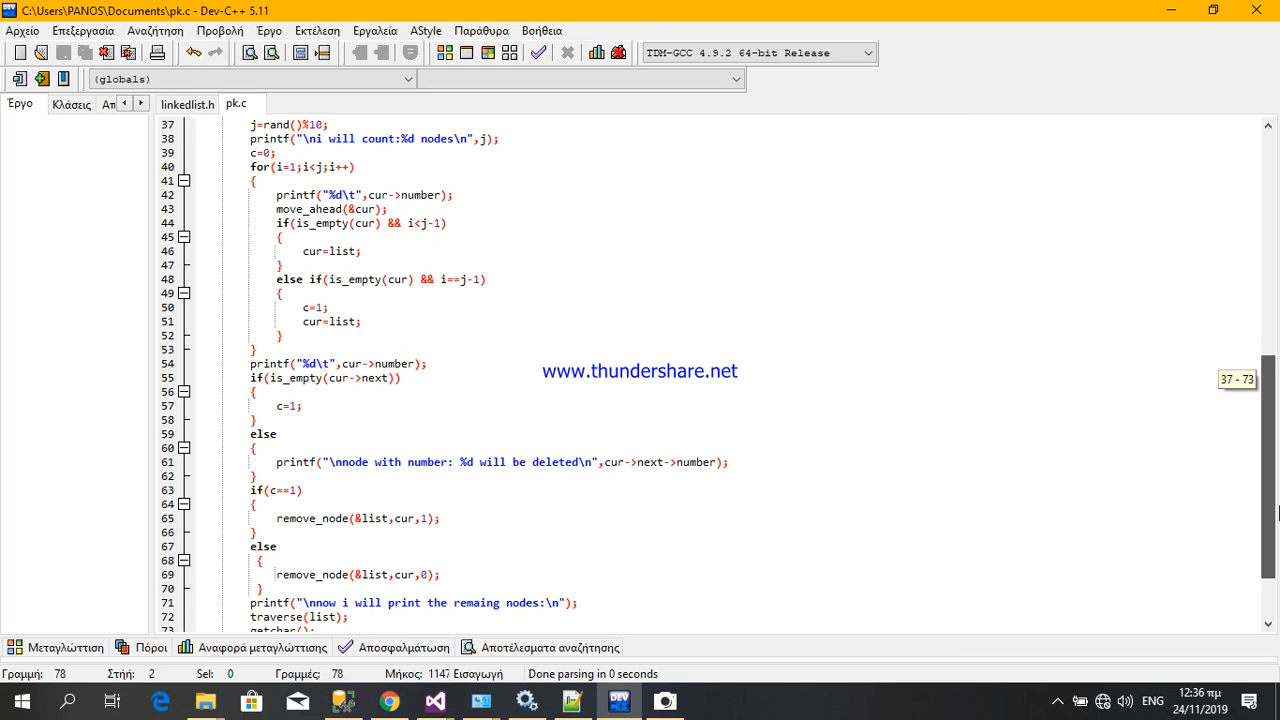 C:\Users\PANOS\Documents\pk.c - Dev-C++ 5.11
Αρχείο Επεξεργασία Αναζήτηση Προβολή Έργο Εκτέλεση Εργαλεία AStyle Παράθυρα Βοήθεια
TDM-GCC 4.9.2 64-bit Release
(globals)
Έργο Κλάσεις Απ linkedlist.h pk.c
37 j=rand()%10;
38 printf("\ni will count:%d nodes\n",j);
39 c=0;
40 for(i=1;i<j;i++)
41 {
42 printf("%d\t",cur->number);
43 move_ahead(&cur);
44 if(is_empty(cur) && i<j-1)
45 {
46 cur=list;
47 }
48 else if(is_empty(cur) && i==j-1)
49 {
50 c=1;
51 cur=list;
52 }
53 }
54 printf("%d\t",cur->number);
55 if(is_empty(cur->next))
56 {
57 c=1;
58 }
59 else
60 {
61 printf("\nnode with number: %d will be deleted\n",cur->next->number);
62 }
63 if(c==1)
64 {
65 remove_node(&list,cur,1);
66 }
67 else
68 {
69 remove_node(&list,cur,0);
70 }
71 printf("\nnow i will print the remaing nodes:\n");
72 traverse(list);
73 getchar();
www.thundershare.net
37 - 73
Μεταγλώττιση Πόροι Αναφορά μεταγλώττισης Αποσφαλμάτωση Αποτέλεσματα αναζήτησης
Γραμμή: 78 Στήή: 2 Sel: 0 Γραμμές: 78 Μήκος: 1147 Εισαγωγή Done parsing in 0 seconds
DEV
ENG
12:36 πμ
24/11/2019